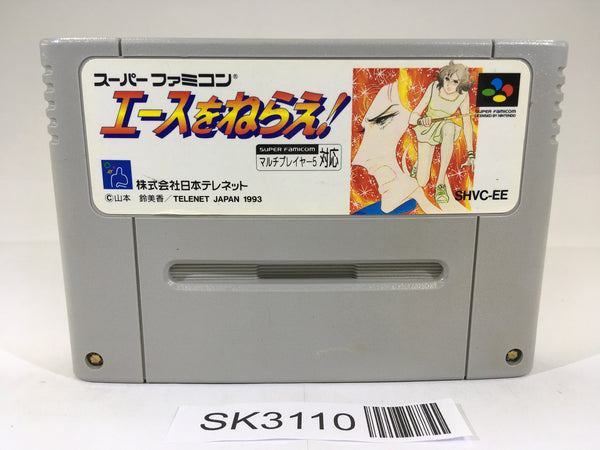 スーパーファミコン®
エースをねらえ!
SUPER FAMICOM
マルチプレイヤー5
対応
株式会社日本テレネット
©山本 鈴美香/TELENET JAPAN 1993
SUPER FAMICOM
LICENSED BY NINTENDO
SHVC-EE
SK3110